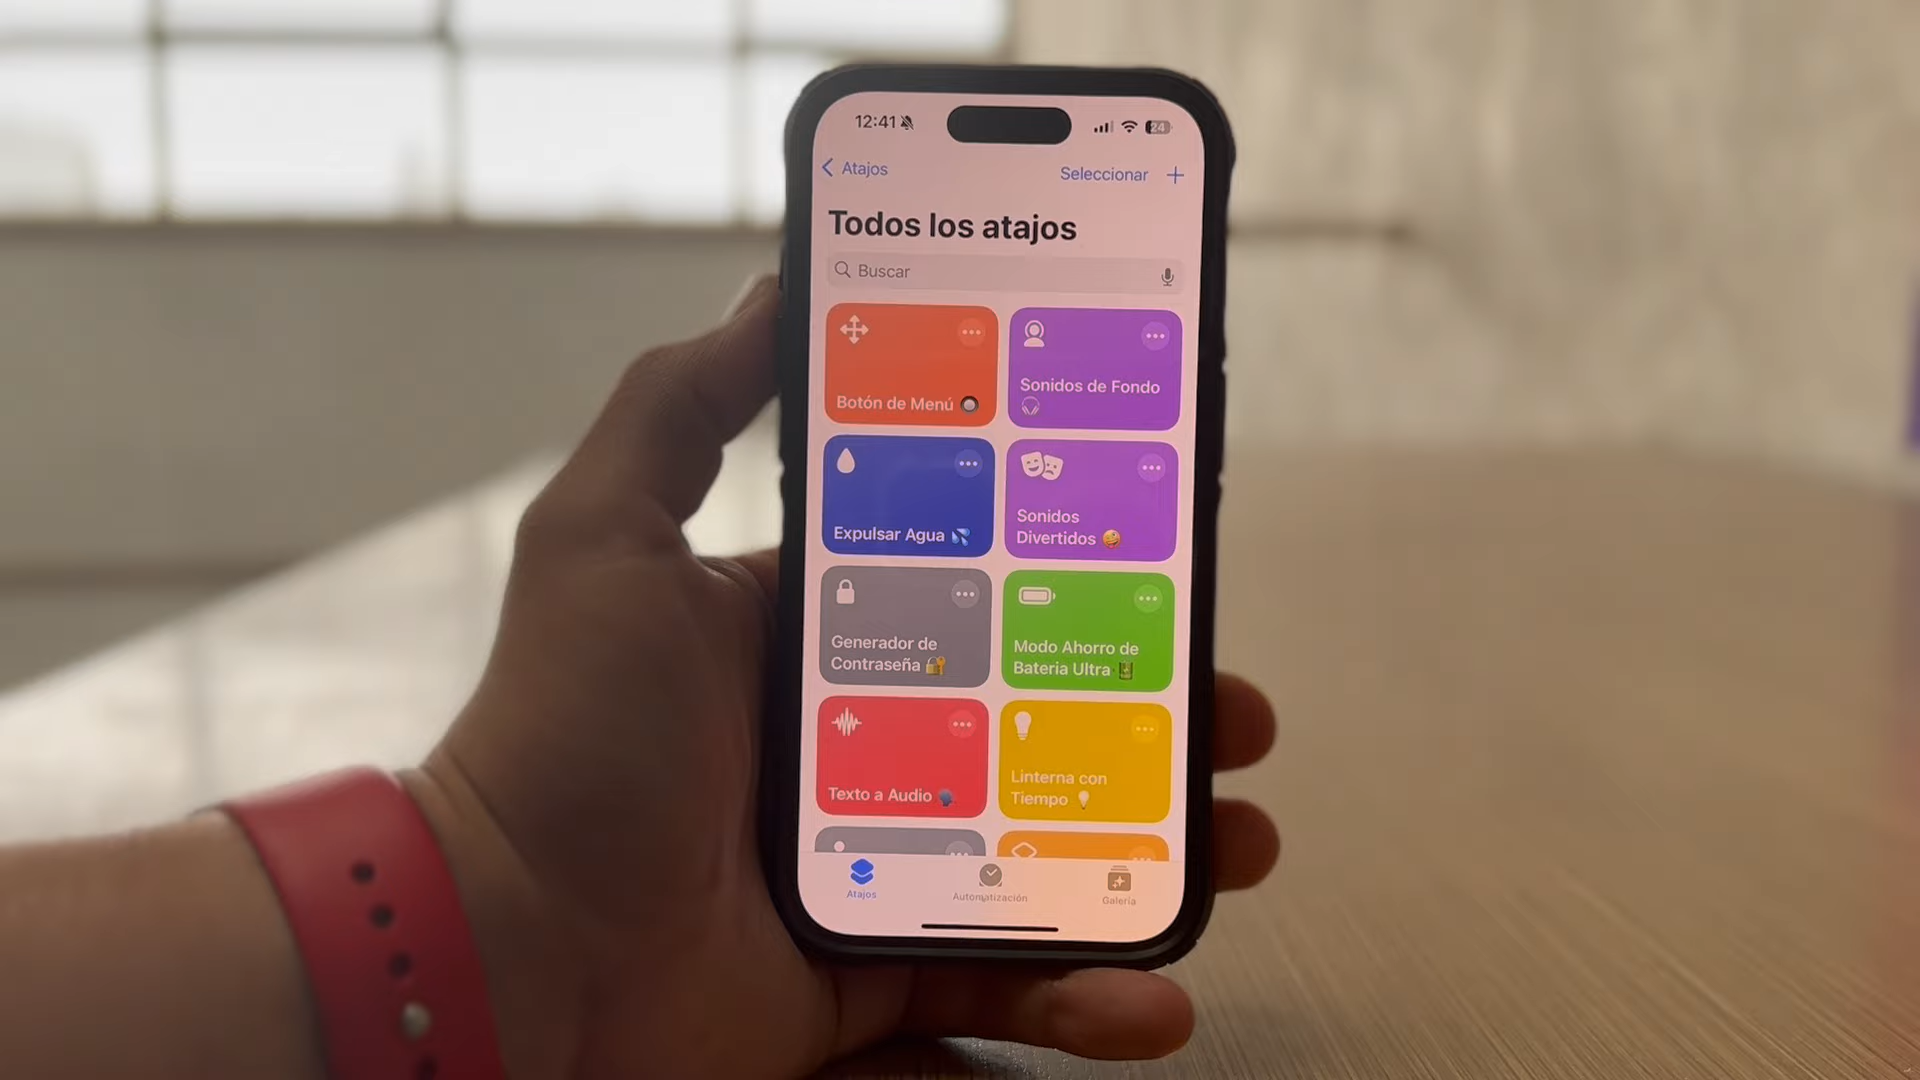 12:41
24
Atajos
Seleccionar +
Todos los atajos
Buscar
Botón de Menú
Sonidos de Fondo
Expulsar Agua
Sonidos
Divertidos
Generador de
Contraseña
Modo Ahorro de
Bateria Ultra
Texto a Audio
Linterna con
Tiempo
Atajos
Automatización
Galería